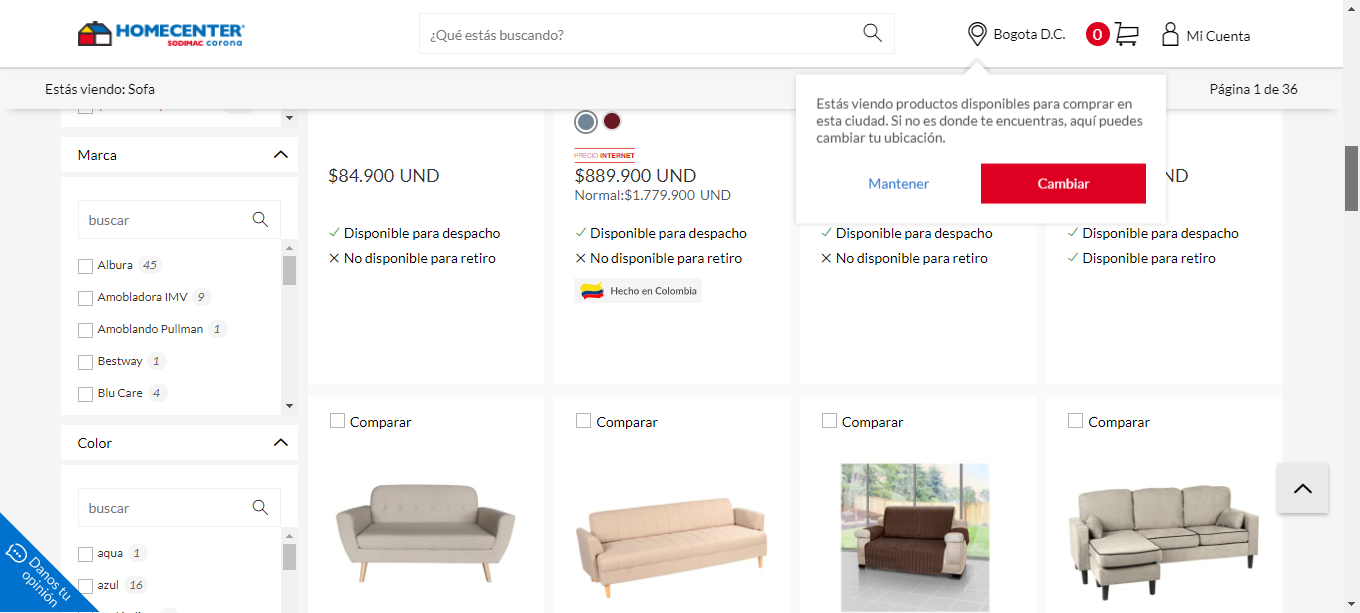 HOMECENTER
SODIMAC corona
¿Qué estás buscando?
Bogota D.C.
0
Mi Cuenta
Estás viendo: Sofa
Página 1 de 36
Estás viendo productos disponibles para comprar en
esta ciudad. Si no es donde te encuentras, aquí puedes
cambiar tu ubicación.
Mantener
Cambiar
Marca
buscar
Albura 45
Amobladora IMV 9
Amoblando Pullman 1
Bestway 1
Blu Care 4
Color
buscar
aqua 1
azul 16
$84.900 UND
Disponible para despacho
No disponible para retiro
PRECIO INTERNET
$889.900 UND
Normal:$1.779.900 UND
Disponible para despacho
No disponible para retiro
Hecho en Colombia
Disponible para despacho
No disponible para retiro
ND
Disponible para despacho
Disponible para retiro
Comparar
Comparar
Comparar
Comparar
Danos tu
opinión